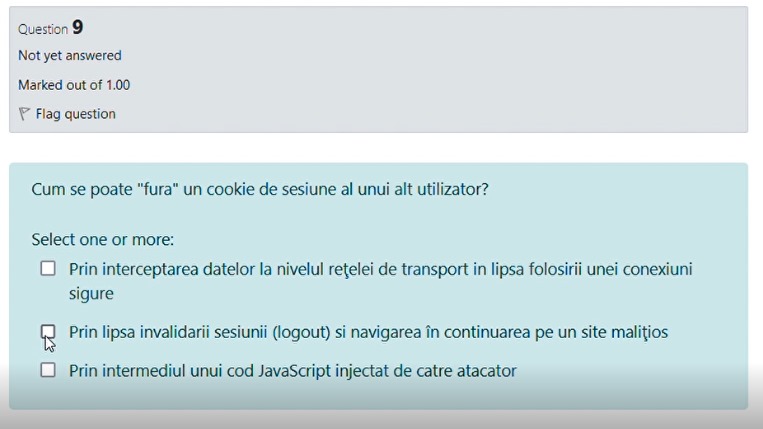 Question 9
Not yet answered
Marked out of 1.00
Flag question
Cum se poate "fura" un cookie de sesiune al unui alt utilizator?
Select one or more:
Prin interceptarea datelor la nivelul reţelei de transport in lipsa folosirii unei conexiuni
sigure
Prin lipsa invalidarii sesiunii (logout) si navigarea în continuarea pe un site maliţios
Prin intermediul unui cod JavaScript injectat de catre atacator